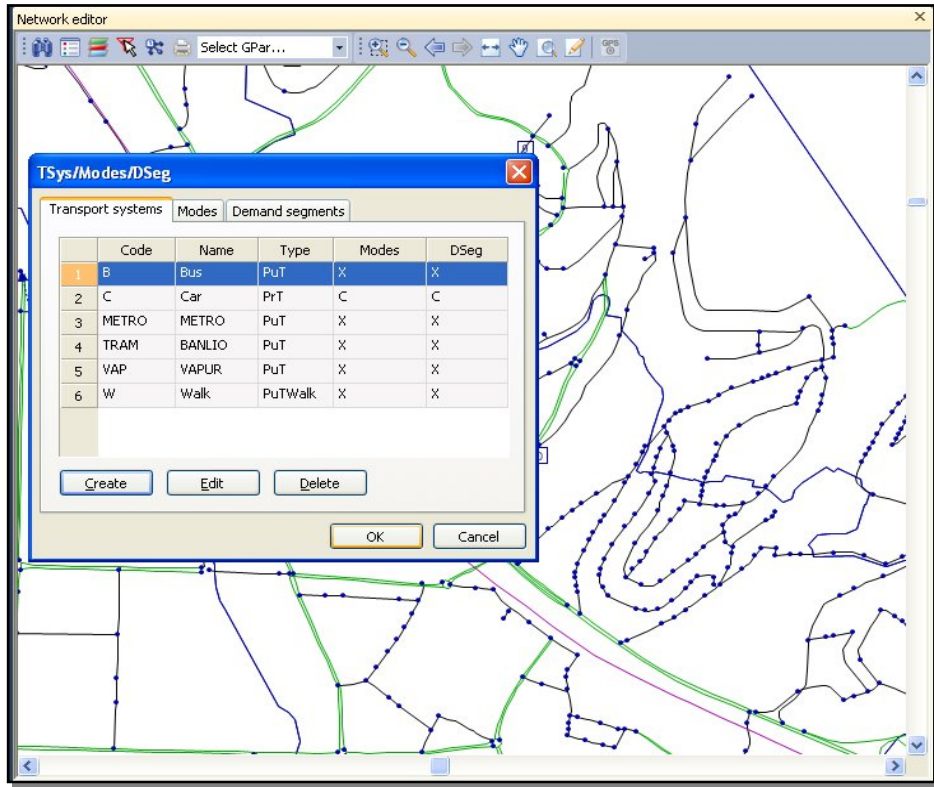 Network editor
Select GPar...
GPS
TSys/Modes/DSeg
Transport systems Modes Demand segments
Code Name Type Modes DSeg
1 B Bus PuT X X
2 C Car PrT C C
3 METRO METRO PuT X X
4 TRAM BANLIO PuT X X
5 VAP VAPUR PuT X X
6 W Walk PuTWalk X X
Create Edit Delete
OK Cancel